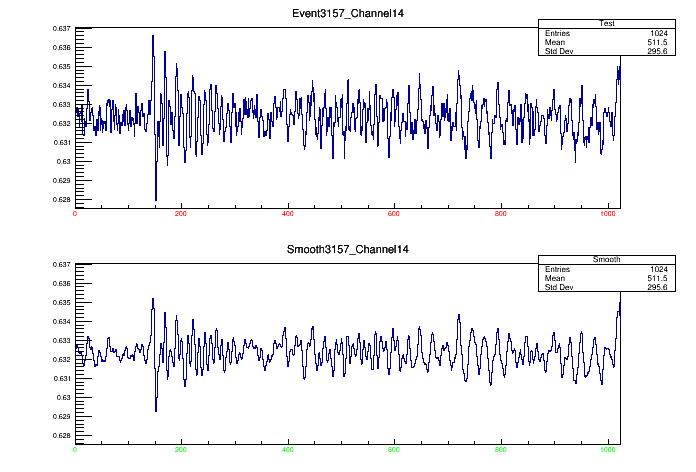 Event3157_Channel14
Test
Entries 1024
Mean 511.5
Std Dev 295.6
0.637
0.636
0.635
0.634
0.633
0.632
0.631
0.63
0.629
0.628
0 200 400 600 800 1000
Smooth3157_Channel14
Smooth
Entries 1024
Mean 511.5
Std Dev 295.6
0.637
0.636
0.635
0.634
0.633
0.632
0.631
0.63
0.629
0.628
0 200 400 600 800 1000